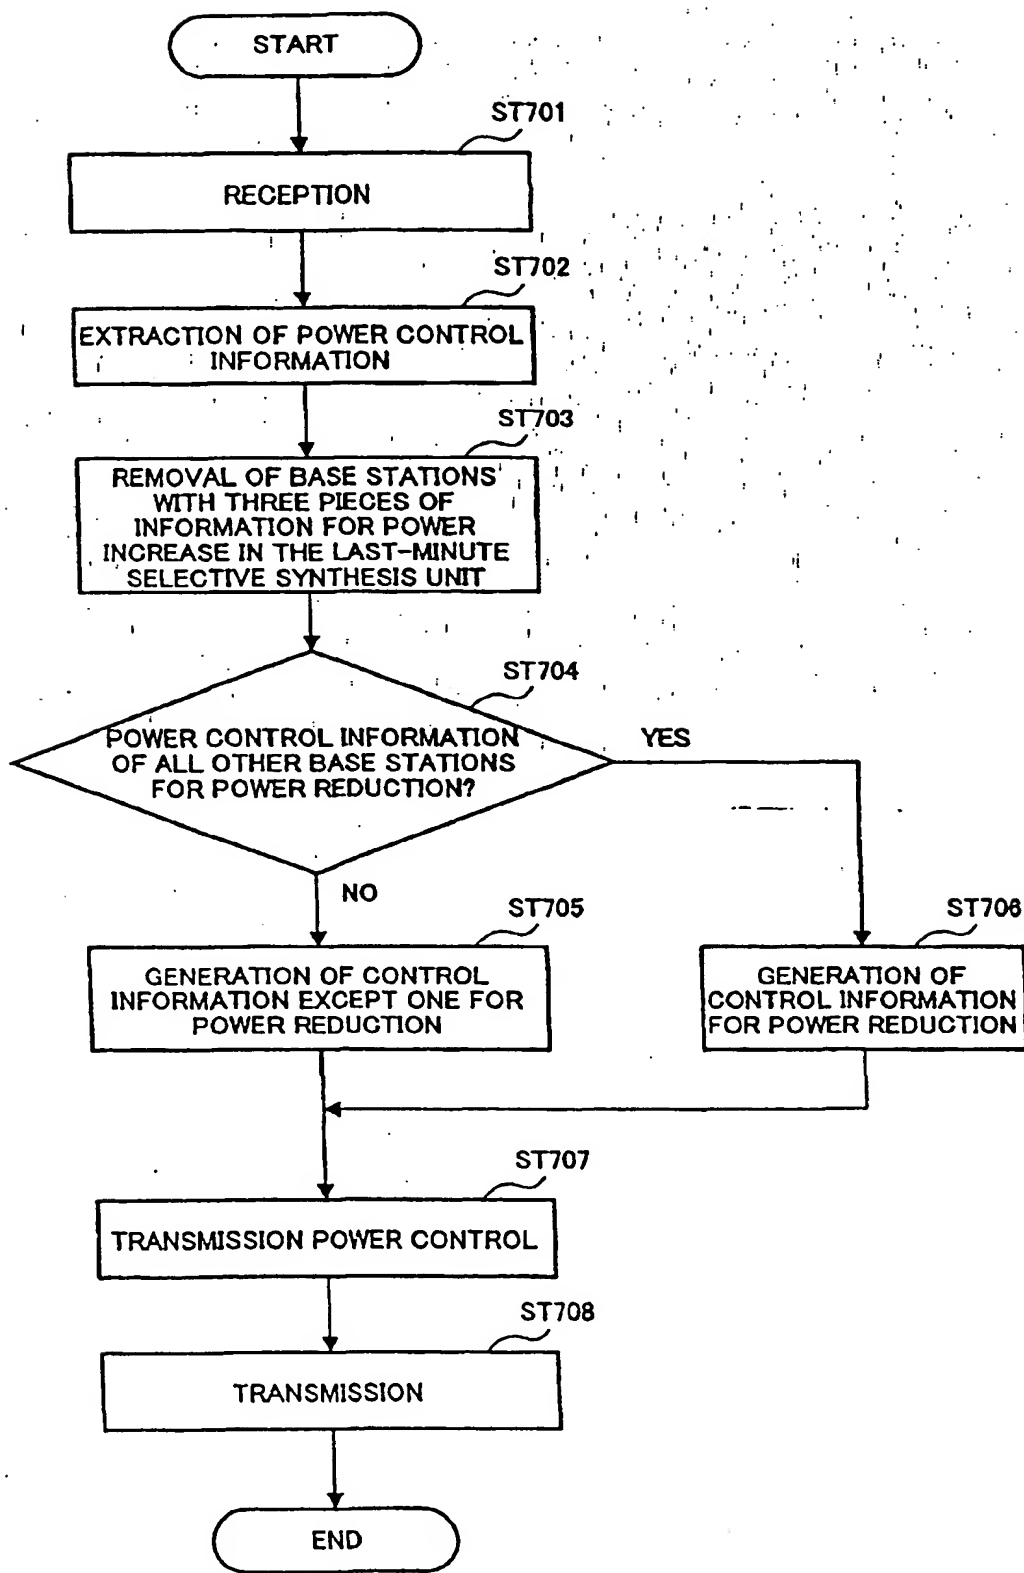 START
ST701
RECEPTION
ST702
EXTRACTION OF POWER CONTROL
INFORMATION
ST703
REMOVAL OF BASE STATIONS
WITH THREE PIECES OF
INFORMATION FOR POWER
INCREASE IN THE LAST-MINUTE
SELECTIVE SYNTHESIS UNIT
ST704
POWER CONTROL INFORMATION
OF ALL OTHER BASE STATIONS
FOR POWER REDUCTION?
YES
NO
ST705
GENERATION OF CONTROL
INFORMATION EXCEPT ONE FOR
POWER REDUCTION
ST706
GENERATION OF
CONTROL INFORMATION
FOR POWER REDUCTION
ST707
TRANSMISSION POWER CONTROL
ST708
TRANSMISSION
END